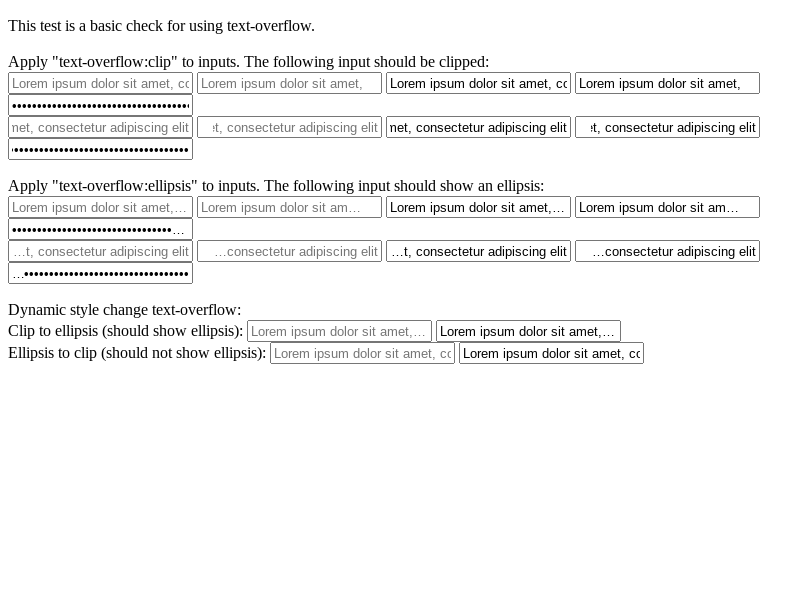 This test is a basic check for using text-overflow.
Apply "text-overflow:clip" to inputs. The following input should be clipped:
Lorem ipsum dolor sit amet, co Lorem ipsum dolor sit amet, Lorem ipsum dolor sit amet, co Lorem ipsum dolor sit amet,
••••••••••••••••••••••••••••••••••••
met, consectetur adipiscing elit t, consectetur adipiscing elit met, consectetur adipiscing elit t, consectetur adipiscing elit
••••••••••••••••••••••••••••••••••••
Apply "text-overflow:ellipsis" to inputs. The following input should show an ellipsis:
Lorem ipsum dolor sit amet,… Lorem ipsum dolor sit am… Lorem ipsum dolor sit amet,… Lorem ipsum dolor sit am…
••••••••••••••••••••••••••••••••…
…t, consectetur adipiscing elit …consectetur adipiscing elit …t, consectetur adipiscing elit …consectetur adipiscing elit
…•••••••••••••••••••••••••••••••••
Dynamic style change text-overflow:
Clip to ellipsis (should show ellipsis): Lorem ipsum dolor sit amet,… Lorem ipsum dolor sit amet,…
Ellipsis to clip (should not show ellipsis): Lorem ipsum dolor sit amet, co Lorem ipsum dolor sit amet, co